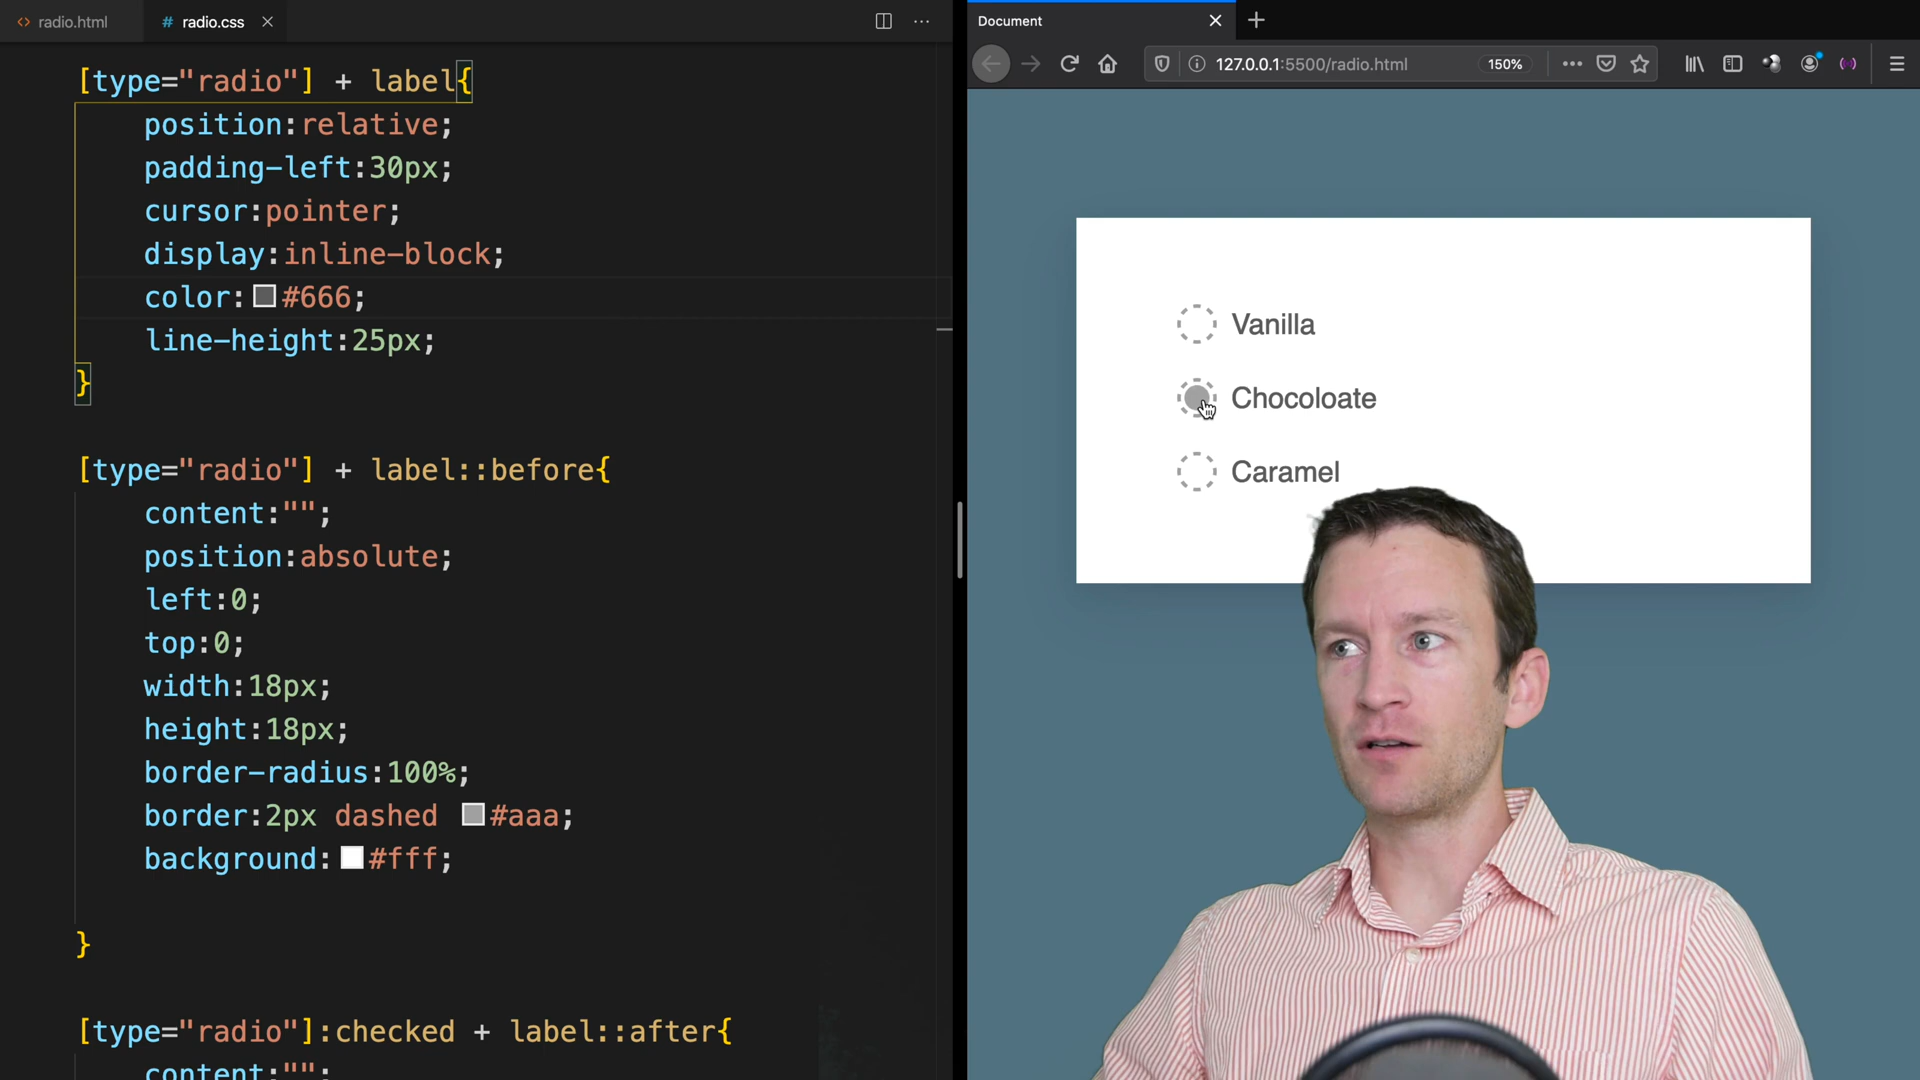 radio.html
# radio.css
[type="radio"] + label{
position:relative;
padding-left:30px;
cursor:pointer;
display:inline-block;
color:#666;
line-height:25px;
}
[type="radio"] + label::before{
content:"";
position:absolute;
left:0;
top:0;
width:18px;
height:18px;
border-radius:100%;
border:2px dashed #aaa;
background:#fff;
}
[type="radio"]:checked + label::after{
content:"";
Document
127.0.0.1:5500/radio.html
150%
Vanilla
Chocoloate
Caramel